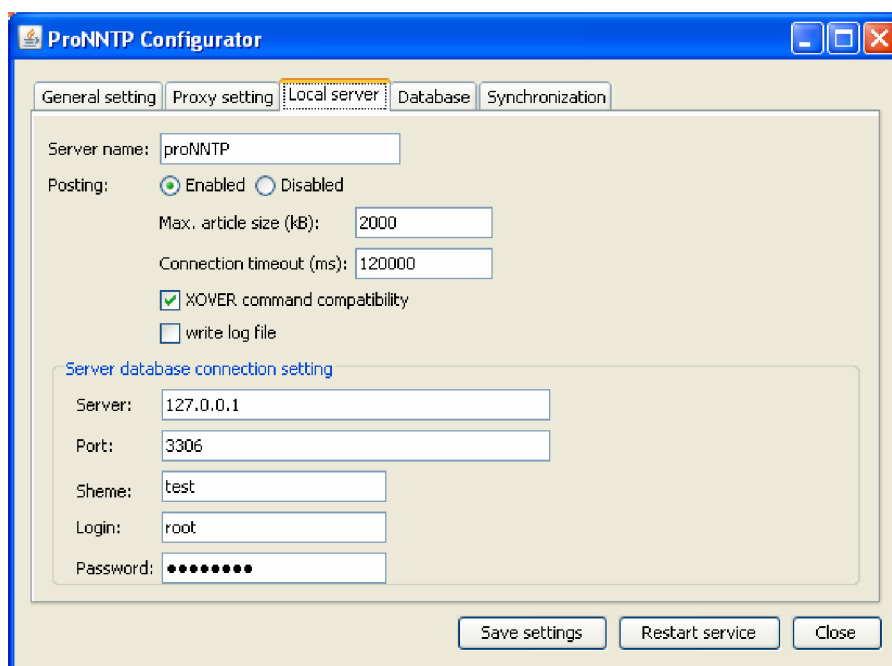 ProNNTP Configurator
General setting Proxy setting Local server Database Synchronization
Server name: proNNTP
Posting: Enabled Disabled
Max. article size (kB): 2000
Connection timeout (ms): 120000
XOVER command compatibility
write log file
Server database connection setting
Server: 127.0.0.1
Port: 3306
Sheme: test
Login: root
Password: ●●●●●●●●
Save settings Restart service Close